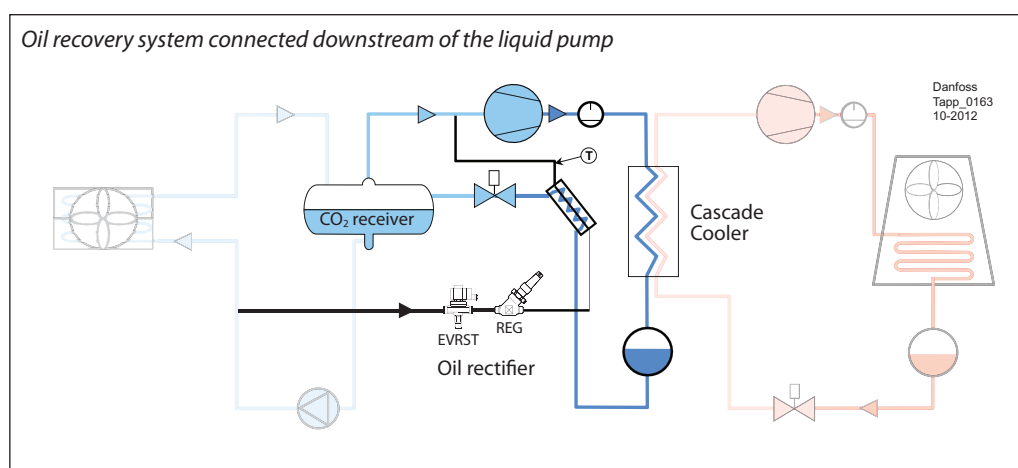 Oil recovery system connected downstream of the liquid pump
Danfoss
Tapp_0163
10-2012
T
CO₂ receiver
Cascade
Cooler
EVRST
REG
Oil rectifier